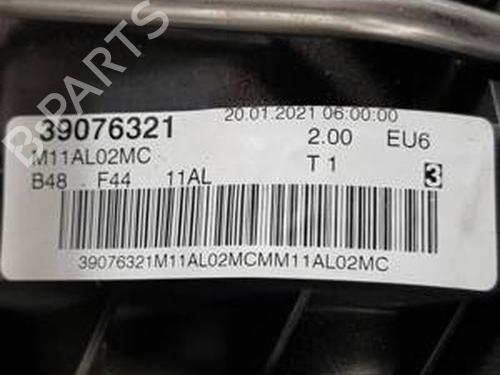 20.01.2021 06:00:00
39076321 2.00 EU6
M11AL02MC T 1
B48 F44 11AL 3
39076321M11AL02MCMM11AL02MC
B-PARTS